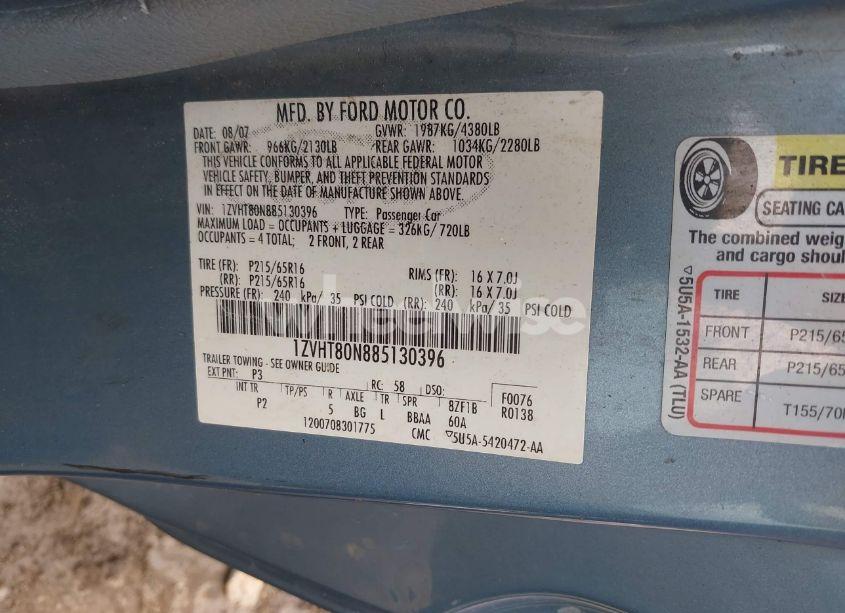 MFD. BY FORD MOTOR CO.
DATE: 08/07 GVWR: 1987KG/4380LB
FRONT GAWR: 966KG/2130LB REAR GAWR: 1034KG/2280LB
THIS VEHICLE CONFORMS TO ALL APPLICABLE FEDERAL MOTOR
VEHICLE SAFETY, BUMPER, AND THEFT PREVENTION STANDARDS
IN EFFECT ON THE DATE OF MANUFACTURE SHOWN ABOVE.
VIN: 1ZVHT80N885130396 TYPE: Passenger Car
MAXIMUM LOAD = OCCUPANTS + LUGGAGE = 326KG/720LB
OCCUPANTS = 4 TOTAL; 2 FRONT, 2 REAR
TIRE (FR): P215/65R16 RIMS (FR): 16 X 7.0J
(RR): P215/65R16 (RR): 16 X 7.0J
PRESSURE (FR): 240 kPa/ 35 PSI COLD (RR): 240 kPa/ 35 PSI COLD
1ZVHT80N885130396
TRAILER TOWING - SEE OWNER GUIDE
EXT PNT: P3 RC: 58 DSO: F0076
INT TR TP/PS R AXLE TR SPR 8ZF1B R0138
P2 5 BG L BBAA 60A
1200708301775 CMC ▽5U5A-5420472-AA
TIRE
SEATING CA
The combined weig
and cargo shoul
TIRE SIZE
FRONT P215/65
REAR P215/65
SPARE T155/70
▽5U5A-1532-AA (TLU)